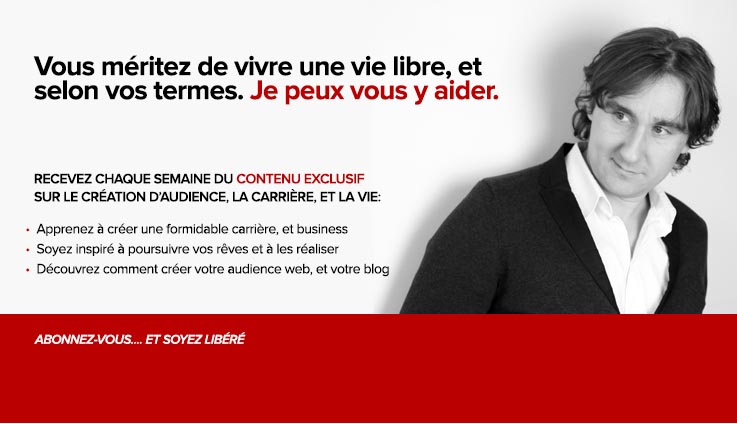 Vous méritez de vivre une vie libre, et
selon vos termes. Je peux vous y aider.
RECEVEZ CHAQUE SEMAINE DU CONTENU EXCLUSIF
SUR LE CRÉATION D'AUDIENCE, LA CARRIÈRE, ET LA VIE:
• Apprenez à créer une formidable carrière, et business
• Soyez inspiré à poursuivre vos rêves et à les réaliser
• Découvrez comment créer votre audience web, et votre blog
ABONNEZ-VOUS.... ET SOYEZ LIBÉRÉ